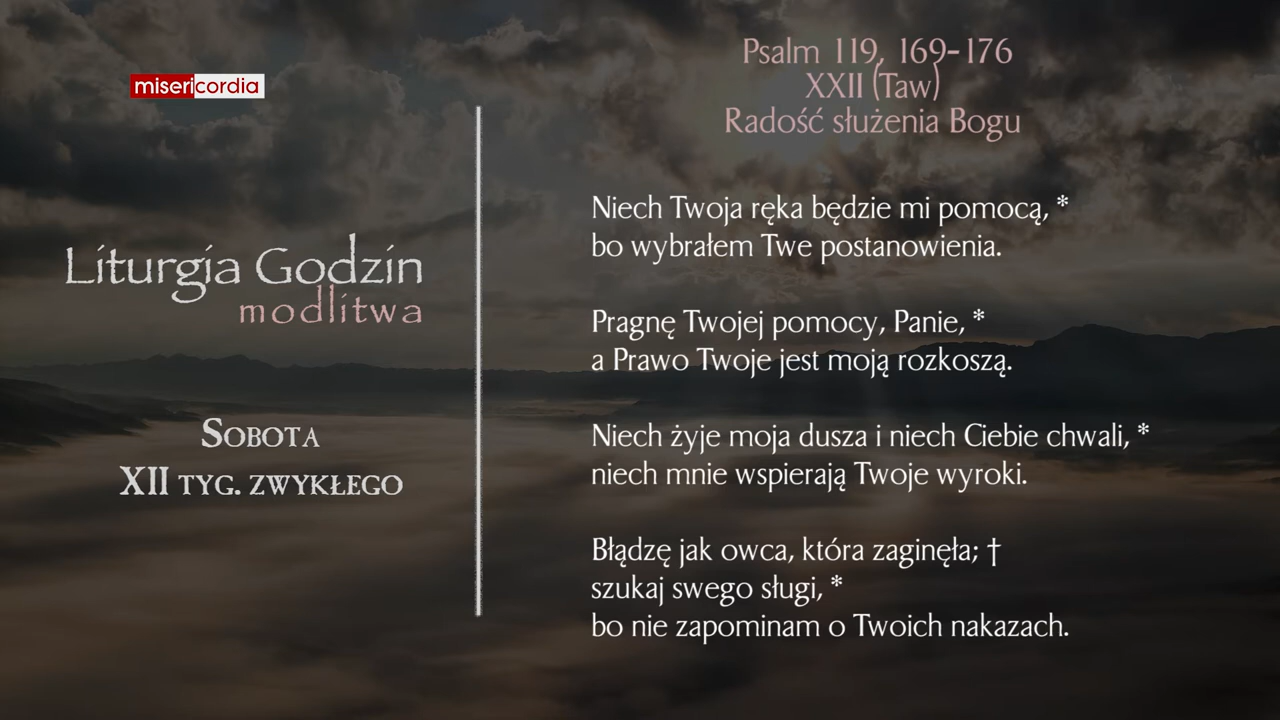 misericordia
Liturgia Godzin
modlitwa
Sobota
XII tyg. zwykłego
Psalm 119, 169-176
XXII (Taw)
Radość służenia Bogu
Niech Twoja ręka będzie mi pomocą, *
bo wybrałem Twe postanowienia.
Pragnę Twojej pomocy, Panie, *
a Prawo Twoje jest moją rozkoszą.
Niech żyje moja dusza i niech Ciebie chwali, *
niech mnie wspierają Twoje wyroki.
Błądzę jak owca, która zaginęła; †
szukaj swego sługi, *
bo nie zapominam o Twoich nakazach.